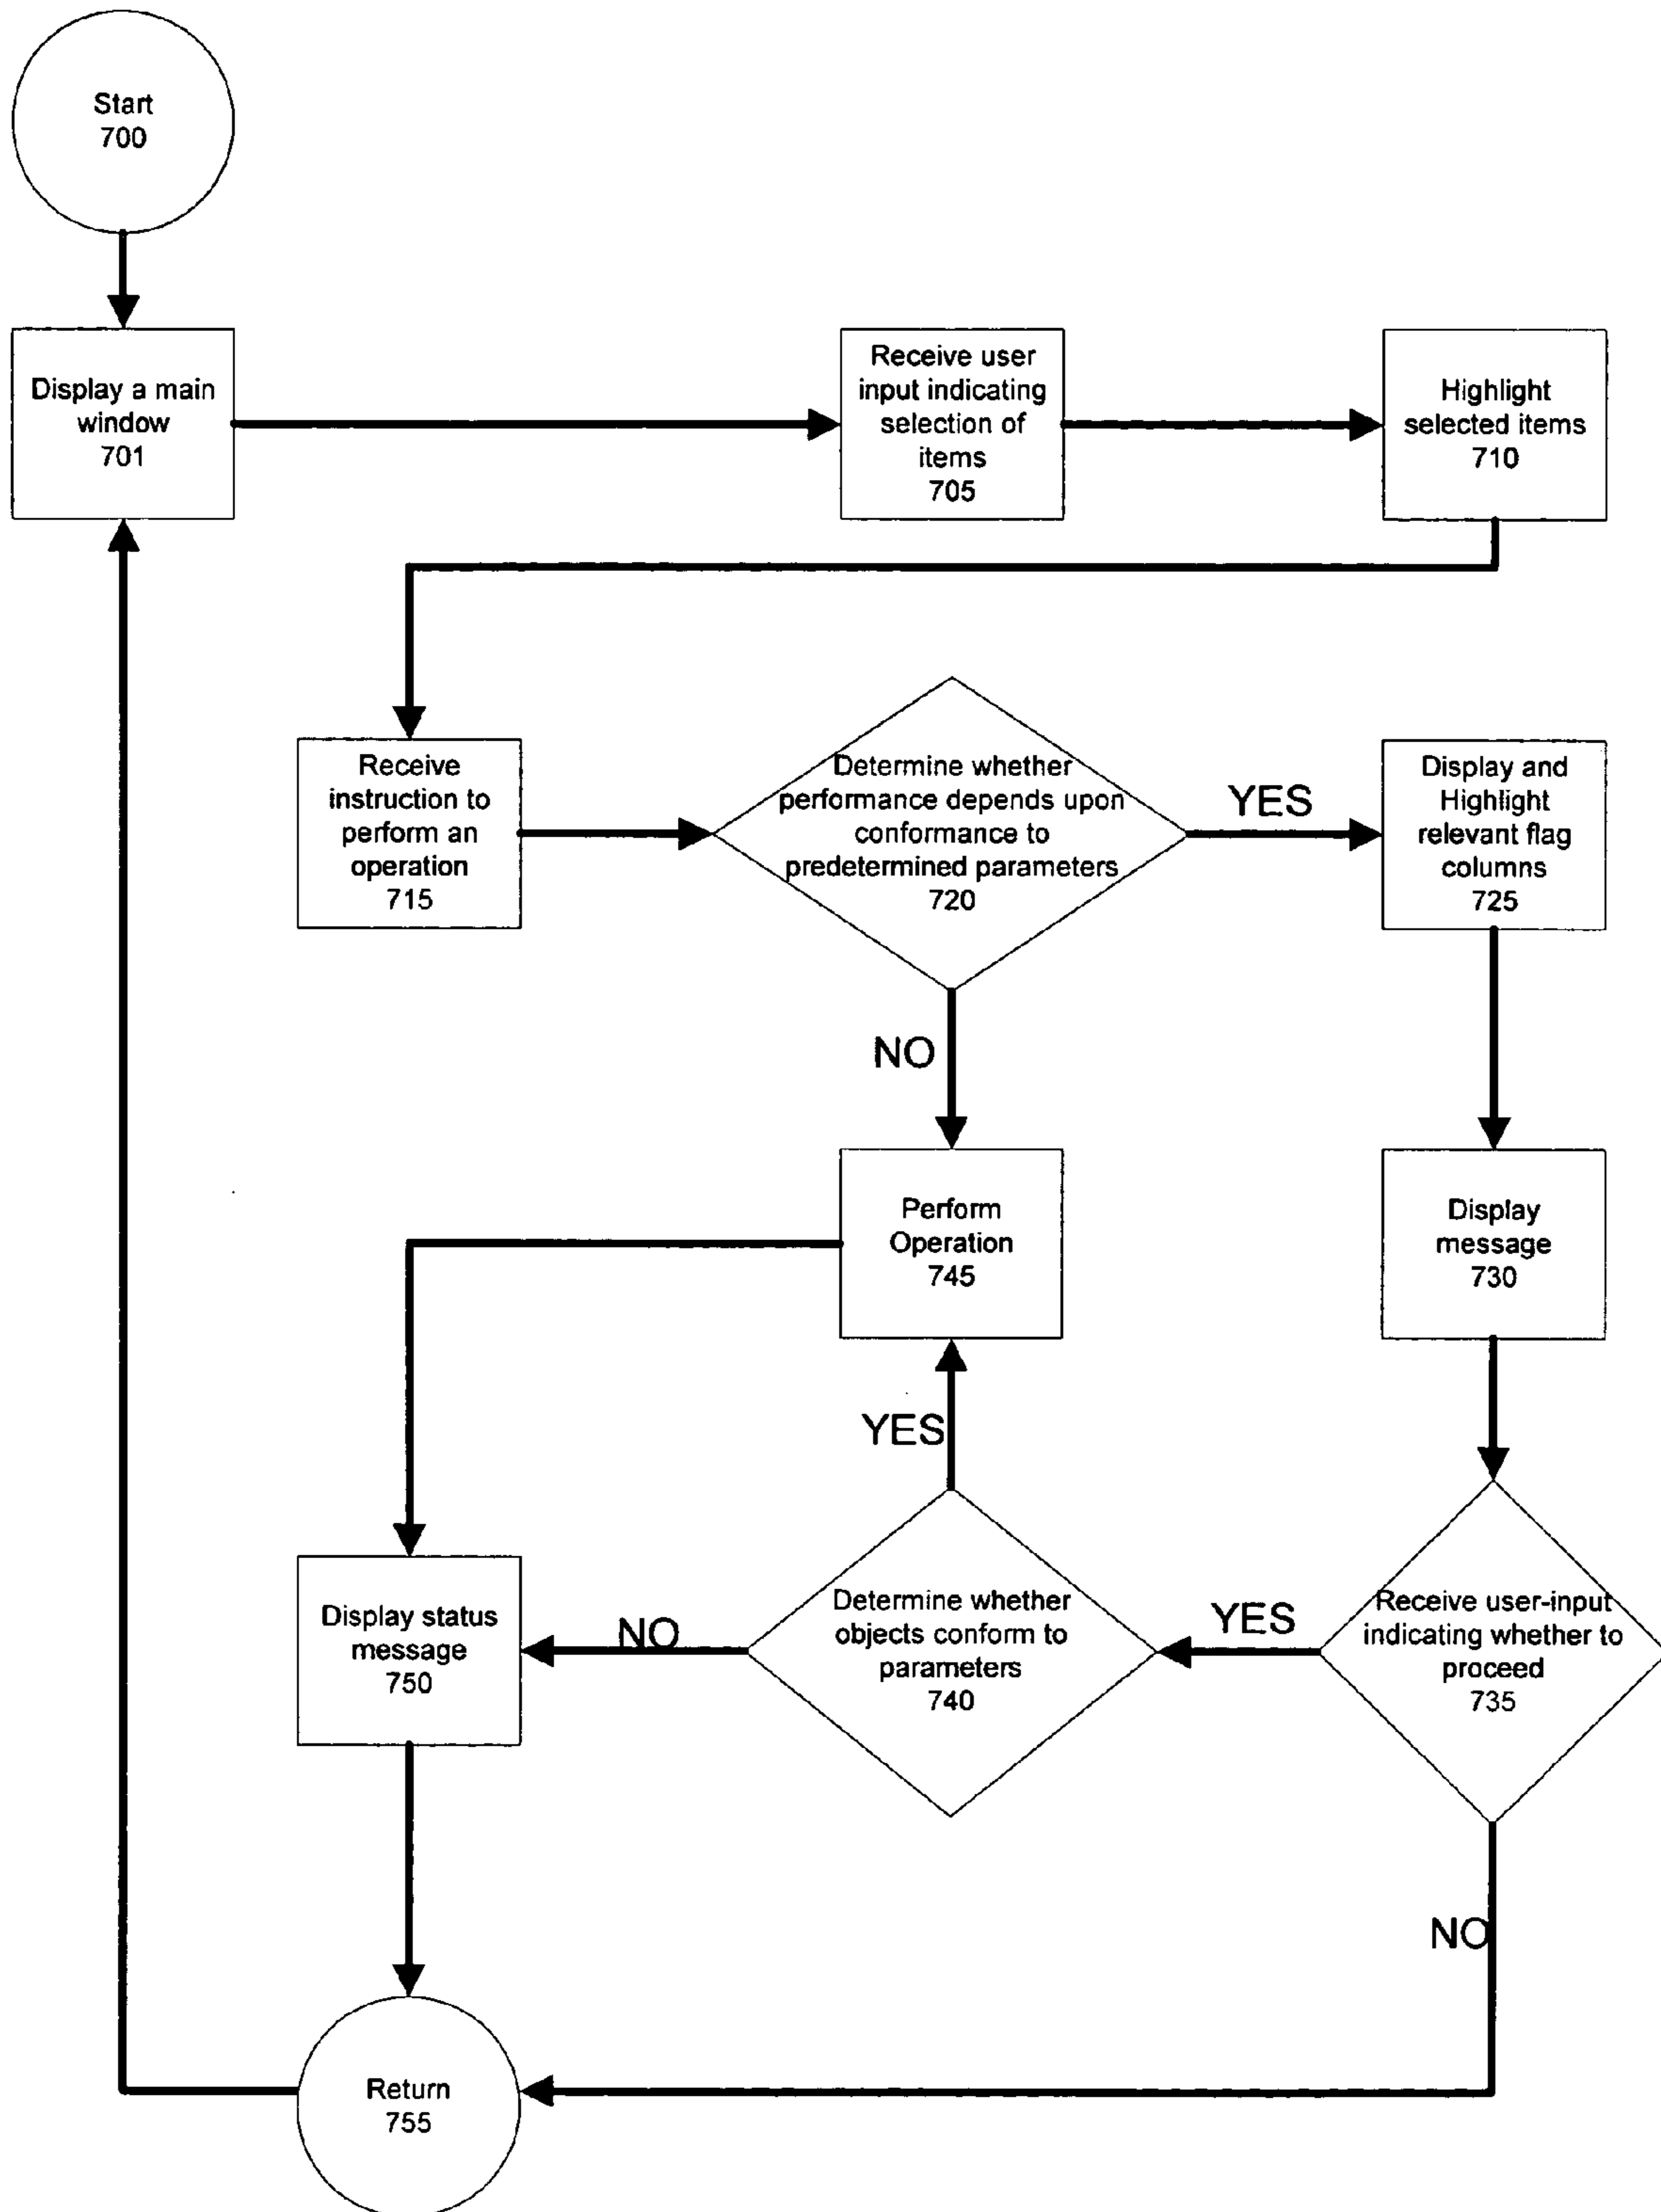 Start
700
Display a main
window
701
Receive user
input indicating
selection of
items
705
Highlight
selected items
710
Receive
instruction to
perform an
operation
715
Determine whether
performance depends upon
conformance to
predetermined parameters
720
YES
Display and
Highlight
relevant flag
columns
725
NO
Perform
Operation
745
Display
message
730
YES
Display status
message
750
NO
Determine whether
objects conform to
parameters
740
YES
Receive user-input
indicating whether to
proceed
735
NO
Return
755